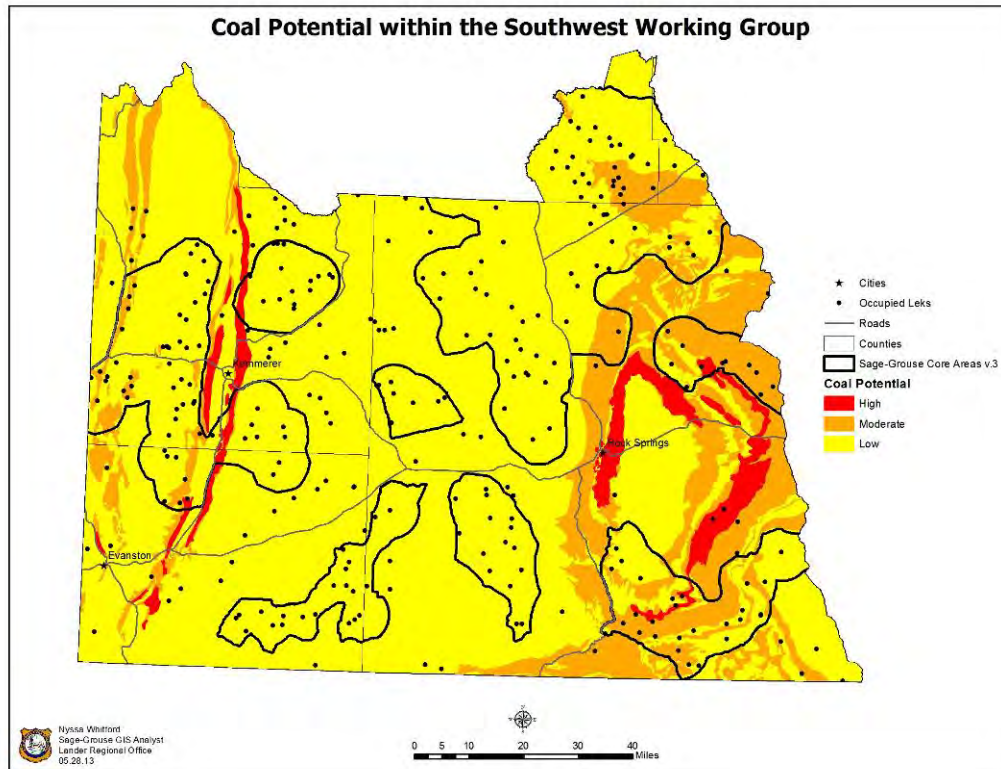 Coal Potential within the Southwest Working Group
Kemmerer
Rock Springs
Evanston
Cities
Occupied Leks
Roads
Counties
Sage-Grouse Core Areas v.3
Coal Potential
High
Moderate
Low
Nyssa Whitford
Sage-Grouse GIS Analyst
Lander Regional Office
05.28.13
0 5 10 20 30 40
Miles